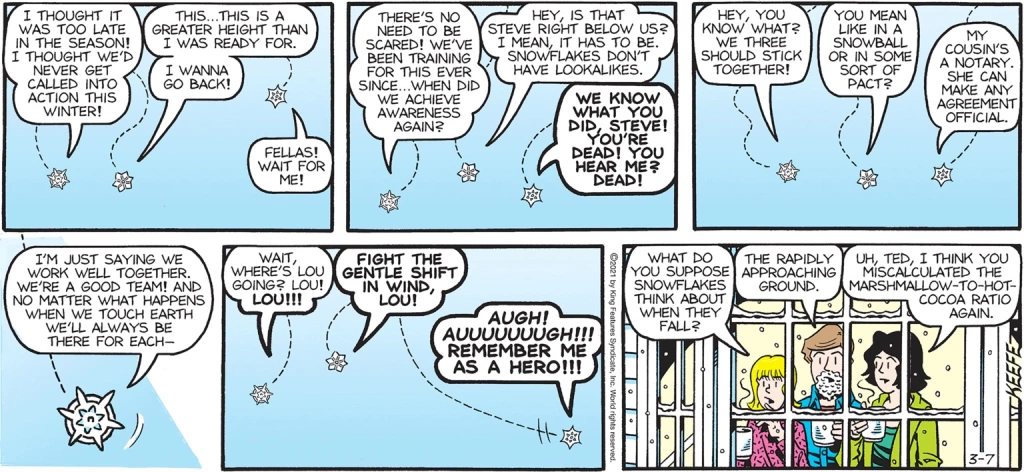 I THOUGHT IT
WAS TOO LATE
IN THE SEASON!
I THOUGHT WE'D
NEVER GET
CALLED INTO
ACTION THIS
WINTER!
THIS...THIS IS A
GREATER HEIGHT THAN
I WAS READY FOR.
I WANNA
GO BACK!
FELLAS!
WAIT FOR
ME!
THERE'S NO
NEED TO BE
SCARED! WE'VE
BEEN TRAINING
FOR THIS EVER
SINCE...WHEN DID
WE ACHIEVE
AWARENESS
AGAIN?
HEY, IS THAT
STEVE RIGHT BELOW US?
I MEAN, IT HAS TO BE.
SNOWFLAKES DON'T
HAVE LOOKALIKES.
WE KNOW
WHAT YOU
DID, STEVE!
YOU'RE
DEAD! YOU
HEAR ME?
DEAD!
HEY, YOU
KNOW WHAT?
WE THREE
SHOULD STICK
TOGETHER!
YOU MEAN
LIKE IN A
SNOWBALL
OR IN SOME
SORT OF
PACT?
MY
COUSIN'S
A NOTARY.
SHE CAN
MAKE ANY
AGREEMENT
OFFICIAL.
I'M JUST SAYING WE
WORK WELL TOGETHER.
WE'RE A GOOD TEAM! AND
NO MATTER WHAT HAPPENS
WHEN WE TOUCH EARTH
WE'LL ALWAYS BE
THERE FOR EACH—
WAIT,
WHERE'S LOU
GOING? LOU!
LOU!!!
FIGHT THE
GENTLE SHIFT
IN WIND,
LOU!
AUGH!
AUUUUUUUGH!!!
REMEMBER ME
AS A HERO!!!
©2021 by King Features Syndicate, Inc. World rights reserved.
WHAT DO
YOU SUPPOSE
SNOWFLAKES
THINK ABOUT
WHEN THEY
FALL?
THE RAPIDLY
APPROACHING
GROUND.
UH, TED, I THINK YOU
MISCALCULATED THE
MARSHMALLOW-TO-HOT-
COCOA RATIO
AGAIN.
KEEFE
3-7